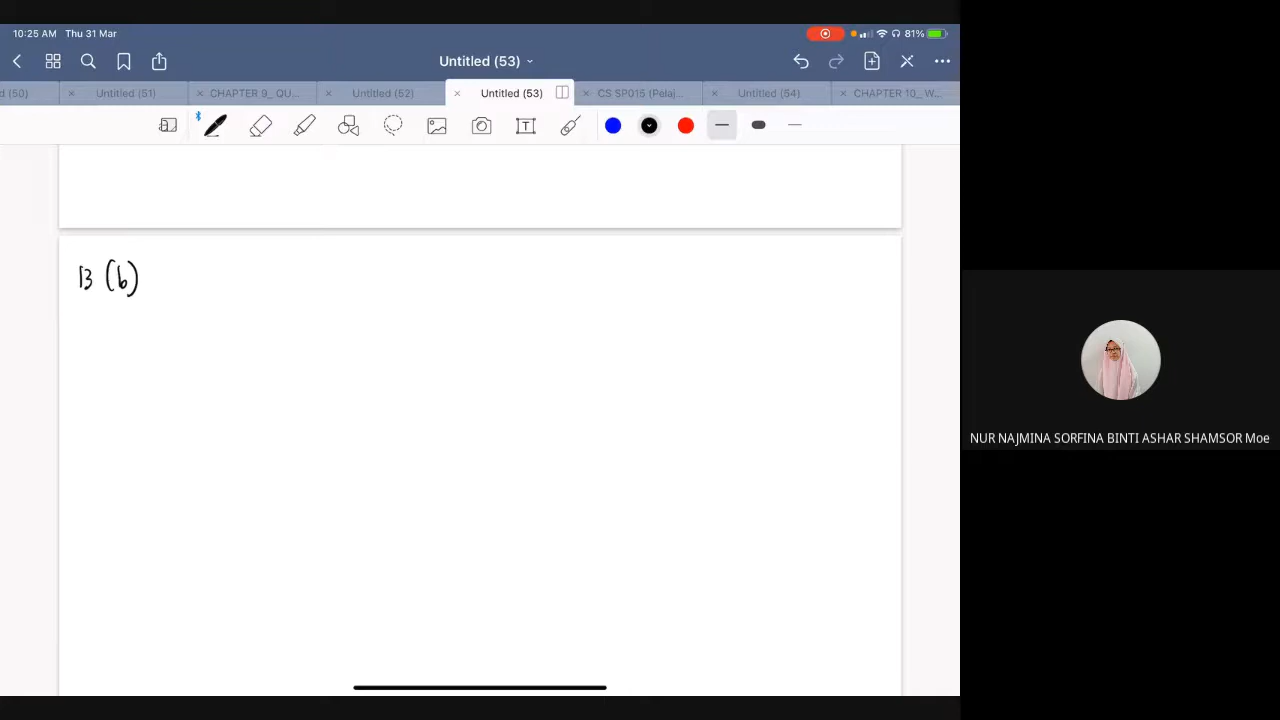 10:25 AM Thu 31 Mar
81%
Untitled (53)
d (50)
Untitled (51)
CHAPTER 9_ QU...
Untitled (52)
Untitled (53)
CS SP015 (Pelaj...
Untitled (54)
CHAPTER 10_ W...
T
13 (b)
NUR NAJMINA SORFINA BINTI ASHAR SHAMSOR Moe